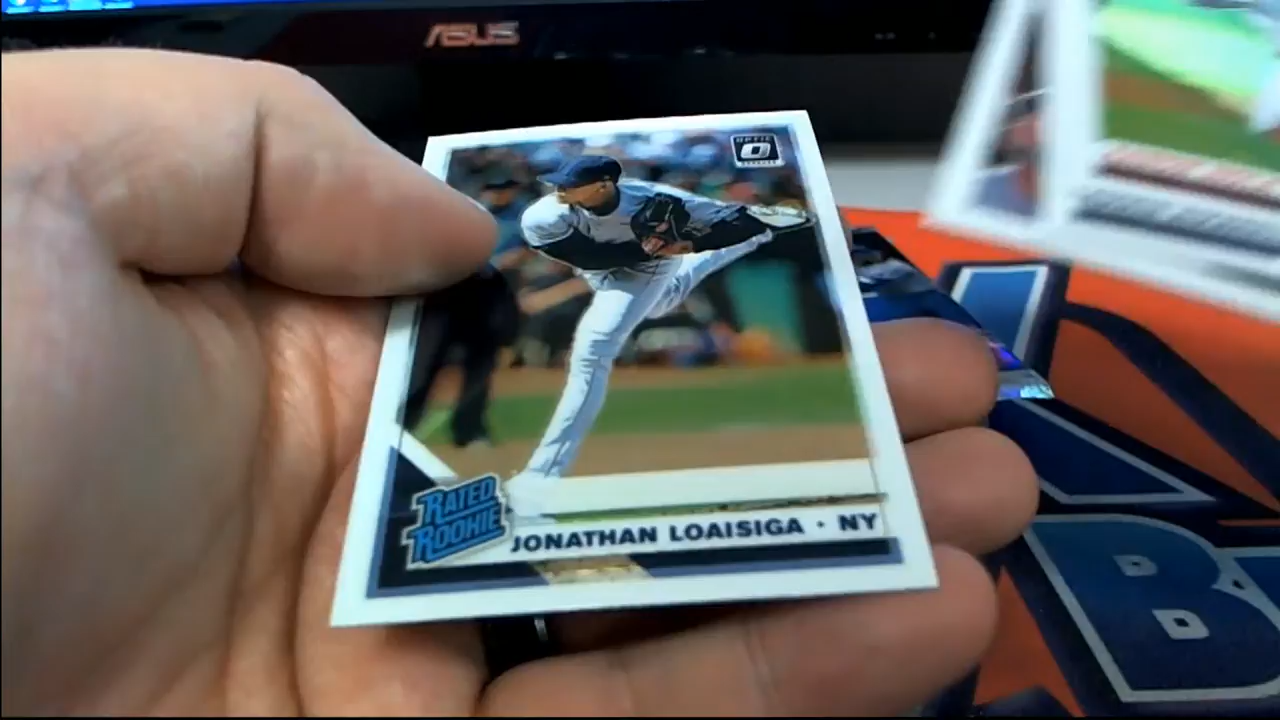 ASUS
OPTIC
RATED
ROOKIE
JONATHAN LOAISIGA • NY
B